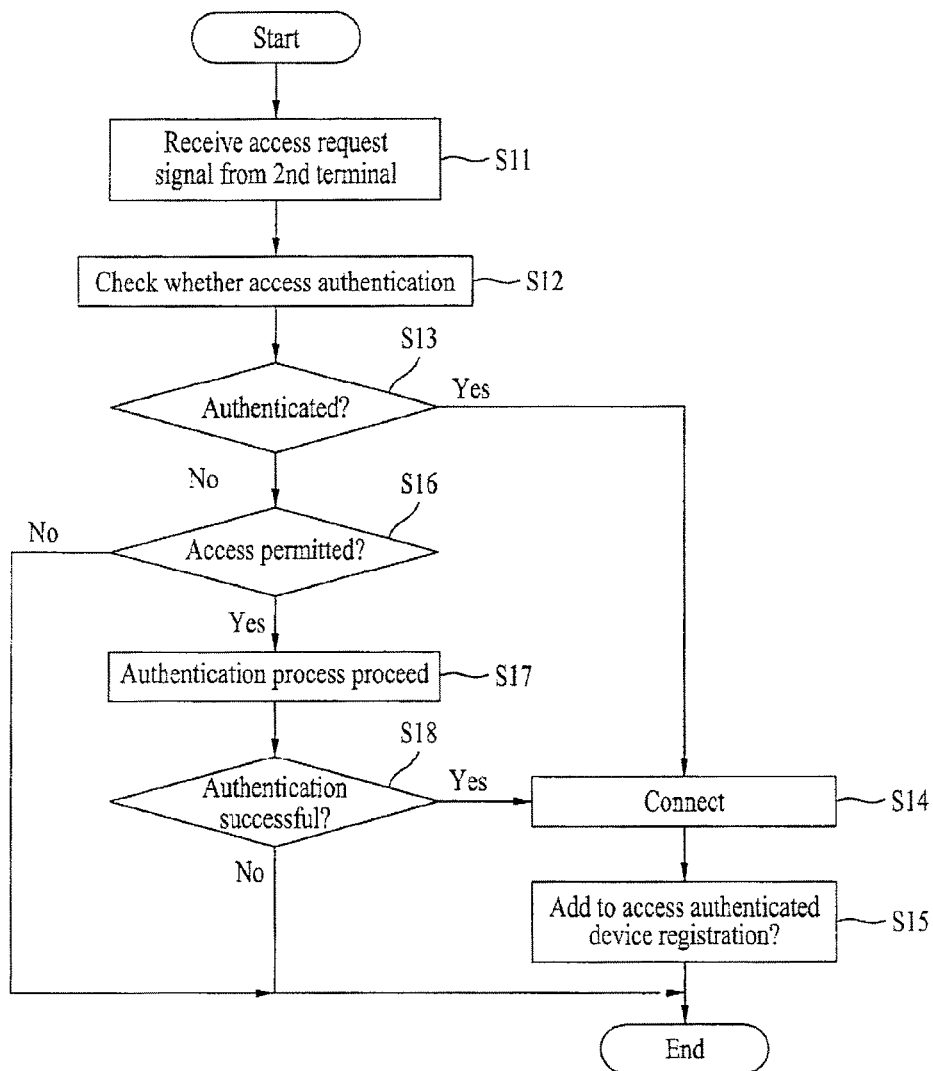 Start
Receive access request
signal from 2nd terminal
S11
Check whether access authentication
S12
S13
Authenticated?
Yes
No
S16
No
Access permitted?
Yes
Authentication process proceed
S17
S18
Authentication
successful?
Yes
Connect
S14
No
Add to access authenticated
device registration?
S15
End